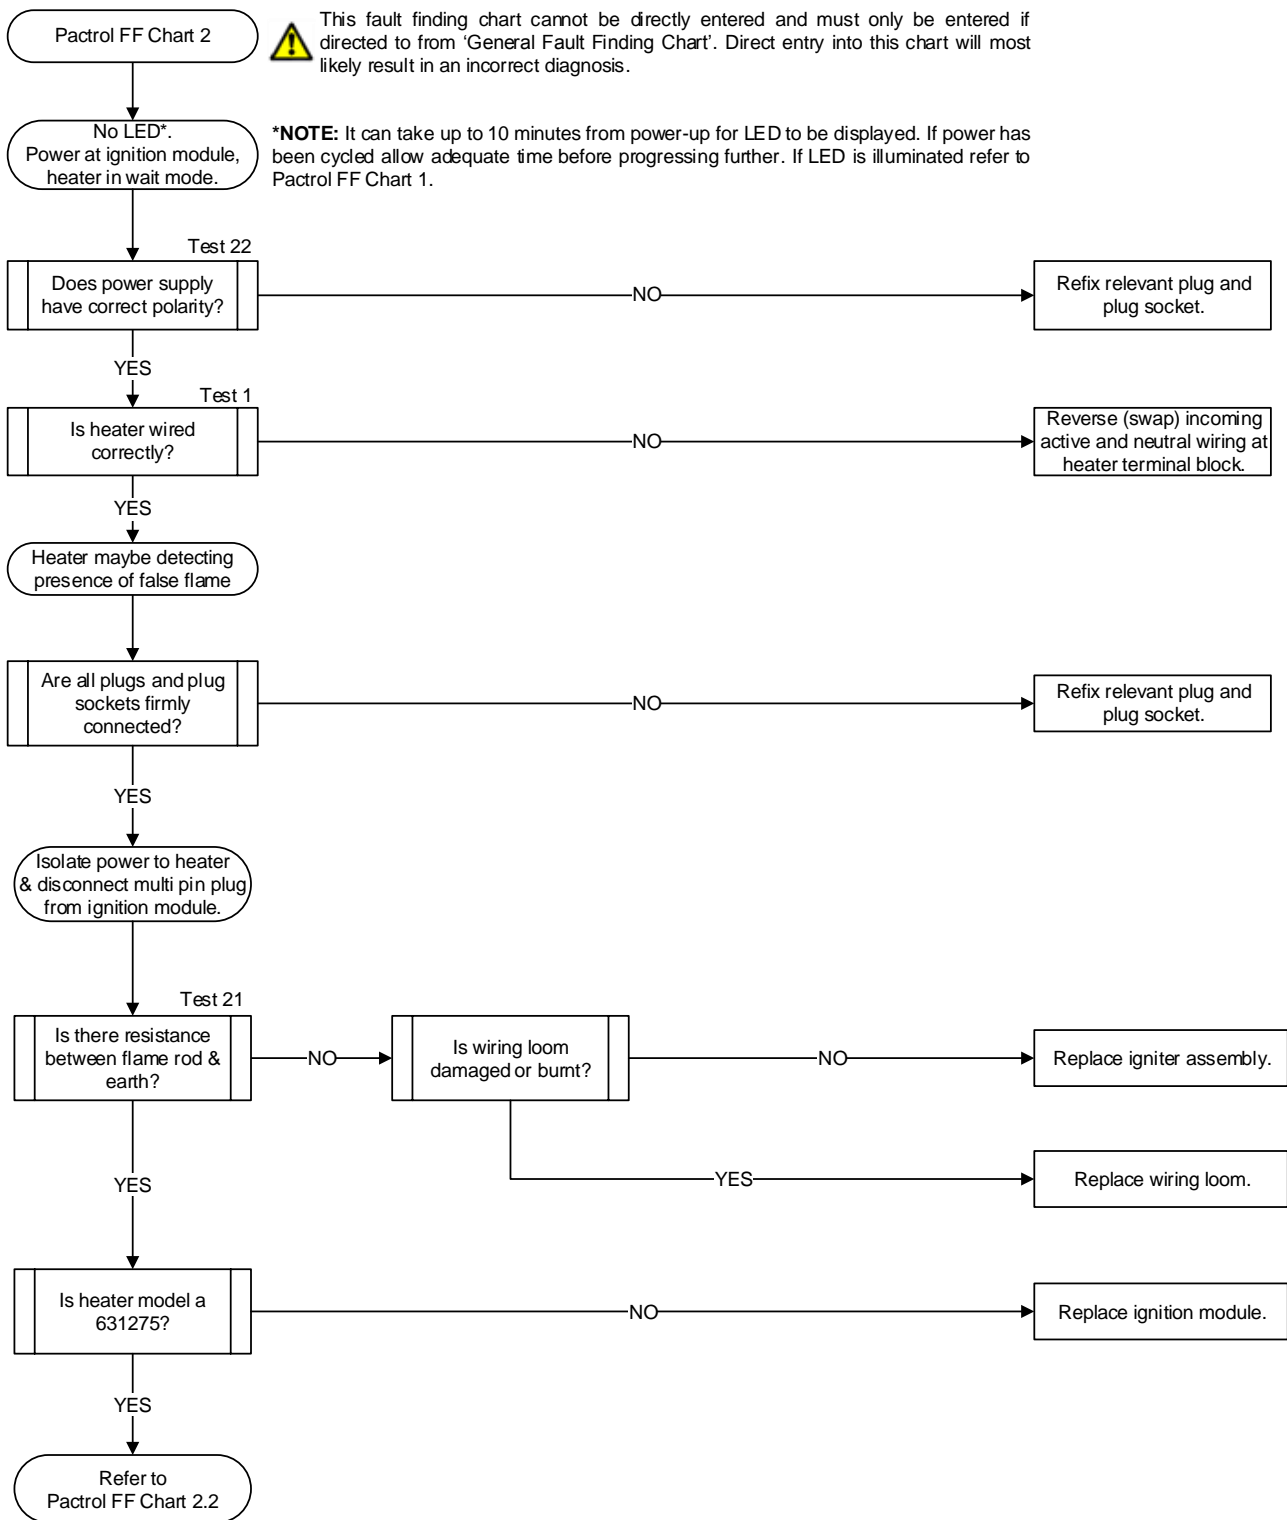 Pactrol FF Chart 2
This fault finding chart cannot be directly entered and must only be entered if
directed to from ‘General Fault Finding Chart’. Direct entry into this chart will most
likely result in an incorrect diagnosis.
No LED*.
Power at ignition module,
heater in wait mode.
*NOTE: It can take up to 10 minutes from power-up for LED to be displayed. If power has
been cycled allow adequate time before progressing further. If LED is illuminated refer to
Pactrol FF Chart 1.
Test 22
Does power supply
have correct polarity?
NO
Refix relevant plug and
plug socket.
YES
Test 1
Is heater wired
correctly?
NO
Reverse (swap) incoming
active and neutral wiring at
heater terminal block.
YES
Heater maybe detecting
presence of false flame
Are all plugs and plug
sockets firmly
connected?
NO
Refix relevant plug and
plug socket.
YES
Isolate power to heater
& disconnect multi pin plug
from ignition module.
Test 21
Is there resistance
between flame rod &
earth?
NO
Is wiring loom
damaged or burnt?
NO
Replace igniter assembly.
YES
Replace wiring loom.
YES
Is heater model a
631275?
NO
Replace ignition module.
YES
Refer to
Pactrol FF Chart 2.2